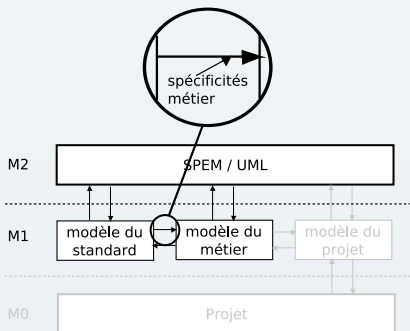 spécificités
métier
M2
SPEM / UML
M1
modèle du
standard
modèle du
métier
modèle du
projet
M0
Projet